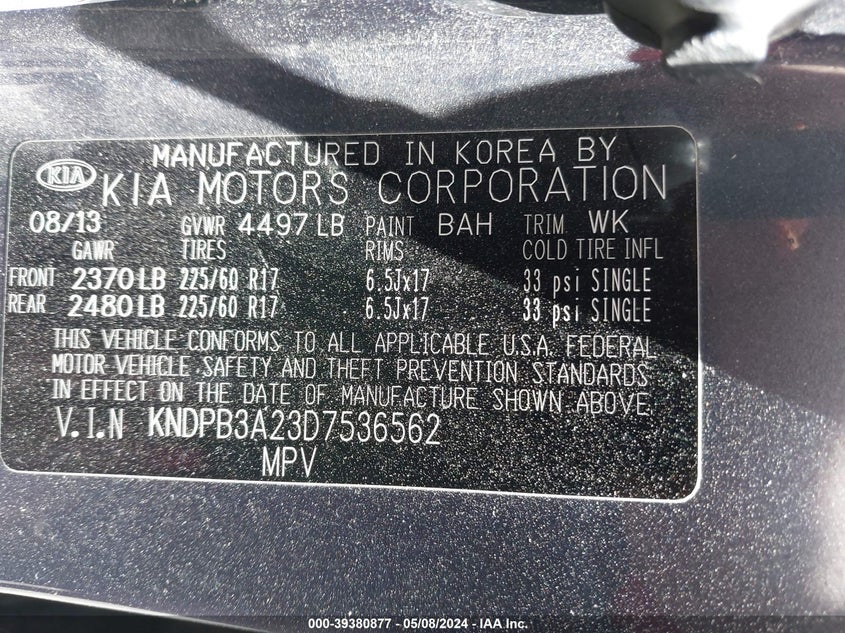 MANUFACTURED IN KOREA BY
KIA KIA MOTORS CORPORATION
08/13 GVWR 4497 LB PAINT BAH TRIM WK
GAWR TIRES RIMS COLD TIRE INFL
FRONT 2370 LB 225/60 R17 6.5Jx17 33 psi SINGLE
REAR 2480 LB 225/60 R17 6.5Jx17 33 psi SINGLE
THIS VEHICLE CONFORMS TO ALL APPLICABLE U.S.A. FEDERAL
MOTOR VEHICLE SAFETY AND THEFT PREVENTION STANDARDS
IN EFFECT ON THE DATE OF MANUFACTURE SHOWN ABOVE.
V.I.N KNDPB3A23D7536562
MPV
000-39380877 - 05/08/2024 - IAA Inc.